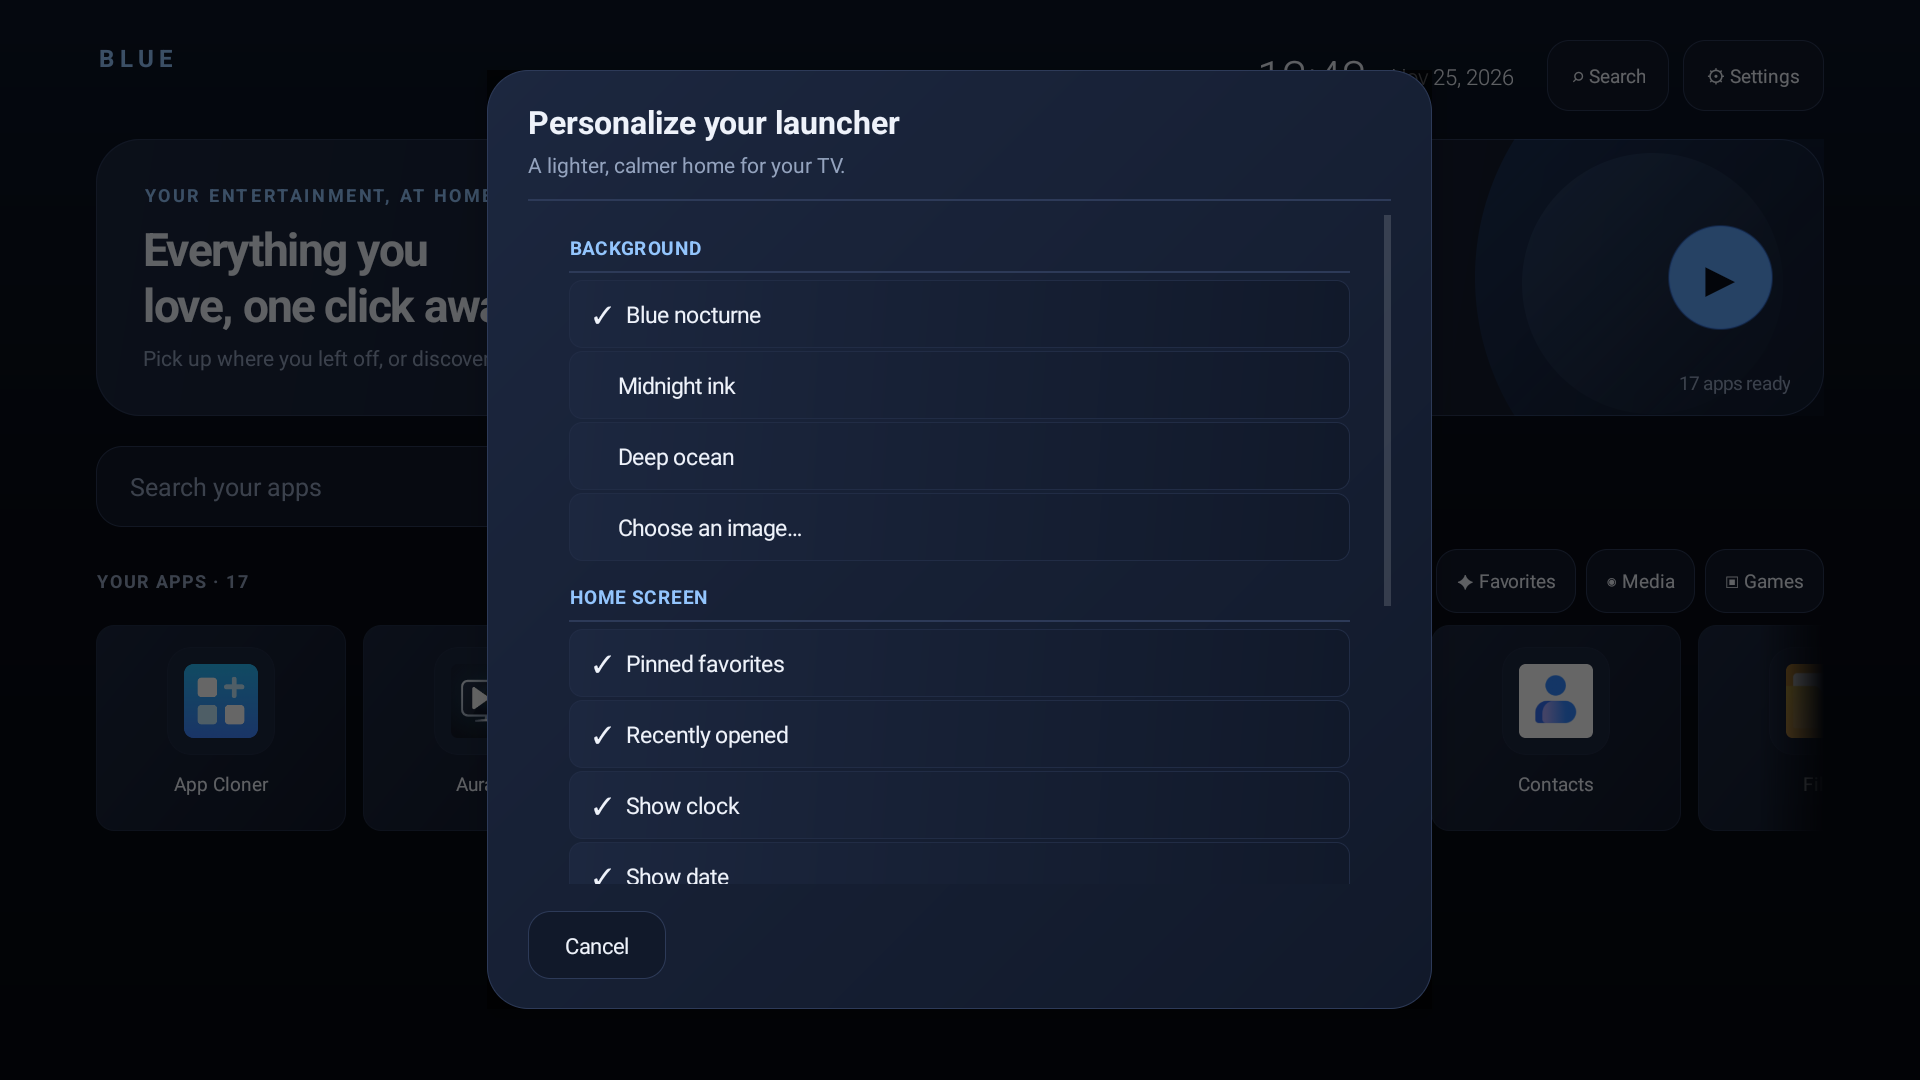 BLUE
25, 2026
Search
Settings
Personalize your launcher
A lighter, calmer home for your TV.
YOUR ENTERTAINMENT, AT HOME
Everything you
love, one click
Pick up where you left off, or discover
17 apps ready
Search your apps
BACKGROUND
✓ Blue nocturne
Midnight ink
Deep ocean
Choose an image...
HOME SCREEN
✓ Pinned favorites
✓ Recently opened
✓ Show clock
✓ Show date
Cancel
YOUR APPS · 17
Favorites
Media
Games
App Cloner
Contacts